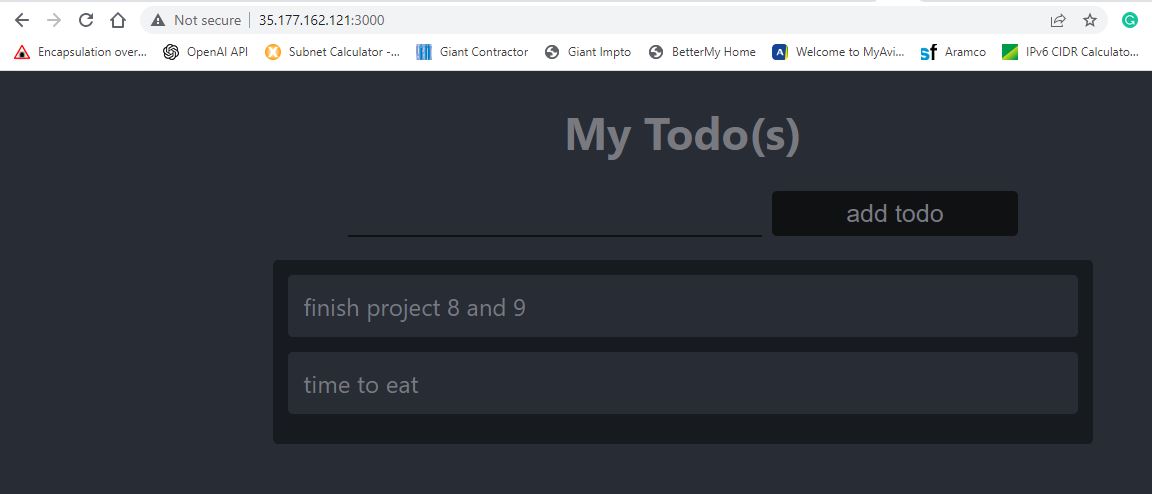 Not secure | 35.177.162.121:3000
Encapsulation over... OpenAI API Subnet Calculator -... Giant Contractor Giant Impto BetterMy Home Welcome to MyAvi... Aramco IPv6 CIDR Calculato...
My Todo(s)
add todo
finish project 8 and 9
time to eat